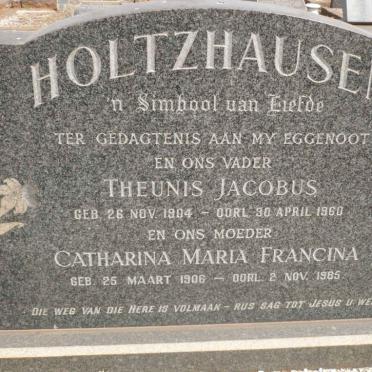 HOLTZHAUSE
'n Simbool van Liefde
TER GEDAGTENIS AAN MY EGGENOOT
EN ONS VADER
THEUNIS JACOBUS
GEB. 26 NOV. 1904 – OORL. 30 APRIL 1960
EN ONS MOEDER
CATHARINA MARIA FRANCINA
GEB. 25 MAART 1906 – OORL. 2 NOV. 1985
DIE WEG VAN DIE HERE IS VOLMAAK – RUS SAG TOT JESUS U WE